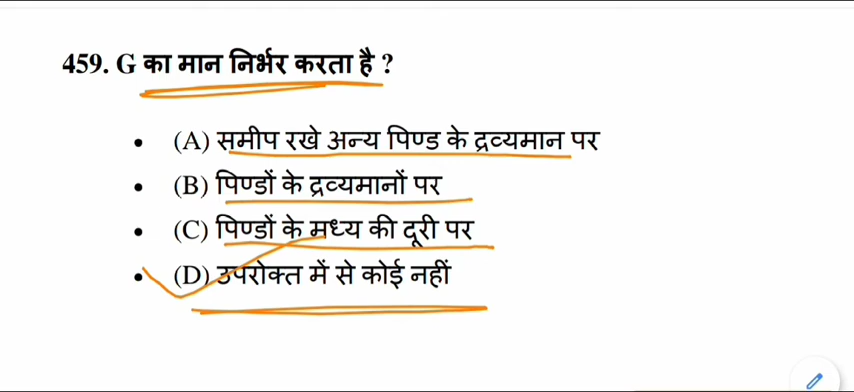 459. G का मान निर्भर करता है ?
• (A) समीप रखे अन्य पिण्ड के द्रव्यमान पर
• (B) पिण्डों के द्रव्यमानों पर
• (C) पिण्डों के मध्य की दूरी पर
• (D) उपरोक्त में से कोई नहीं